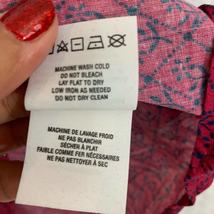 MACHINE WASH COLD
DO NOT BLEACH
LAY FLAT TO DRY
LOW IRON AS NEEDED
DO NOT DRY CLEAN
MACHINE DE LAVAGE FROID
NE PAS BLANCHIR
SÉCHER À PLAT
FAIBLE COMME FER NÉCESSAIRES
NE PAS NETTOYER À SEC